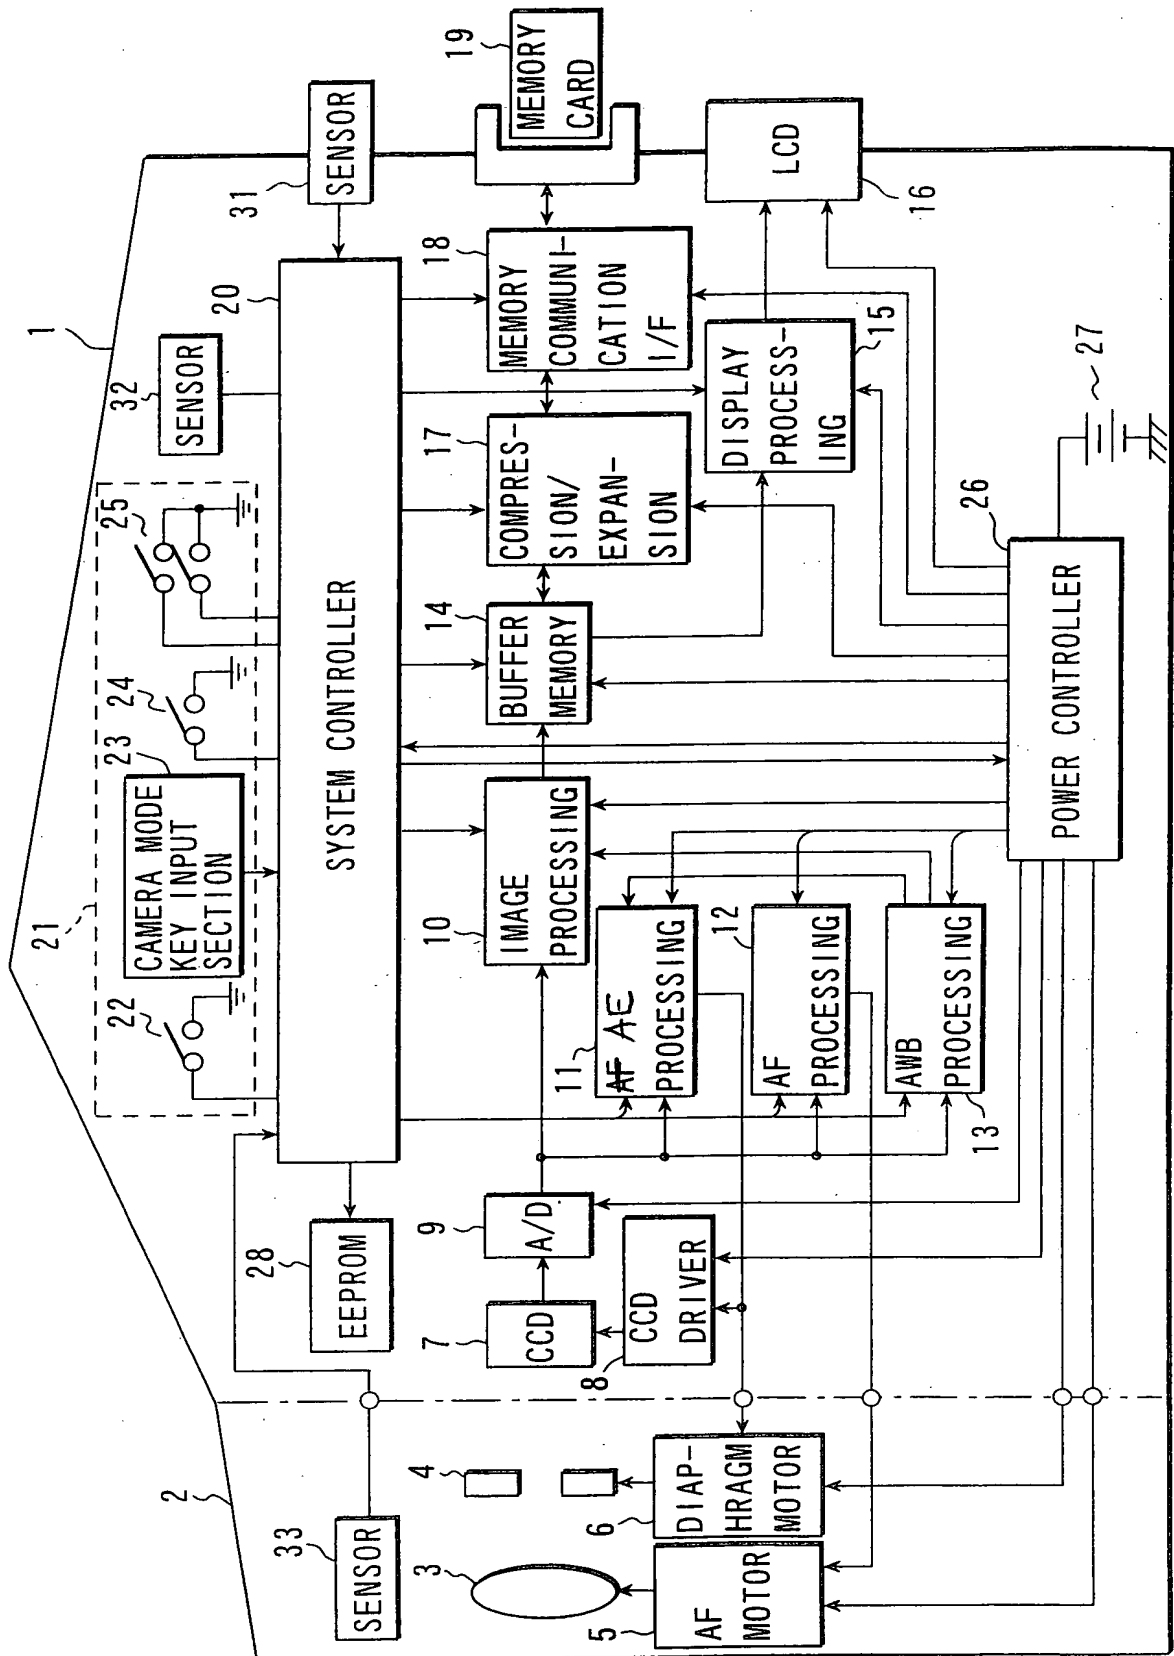 1
2
21
22
23
24
25
32
31
CAMERA MODE
KEY INPUT
SECTION
SENSOR
SENSOR
33
SENSOR
28
EEPROM
20
SYSTEM CONTROLLER
19
MEMORY
CARD
3
4
7
CCD
9
A/D
10
IMAGE
PROCESSING
14
BUFFER
MEMORY
17
COMPRES-
SION/
EXPAN-
SION
18
MEMORY
COMMUNI-
CATION
I/F
5
AF
MOTOR
6
DIAP-
HRAGM
MOTOR
8
CCD
DRIVER
11
AF AE
PROCESSING
12
AF
PROCESSING
13
AWB
PROCESSING
DISPLAY
PROCESS-
ING
15
LCD
16
26
POWER CONTROLLER
27